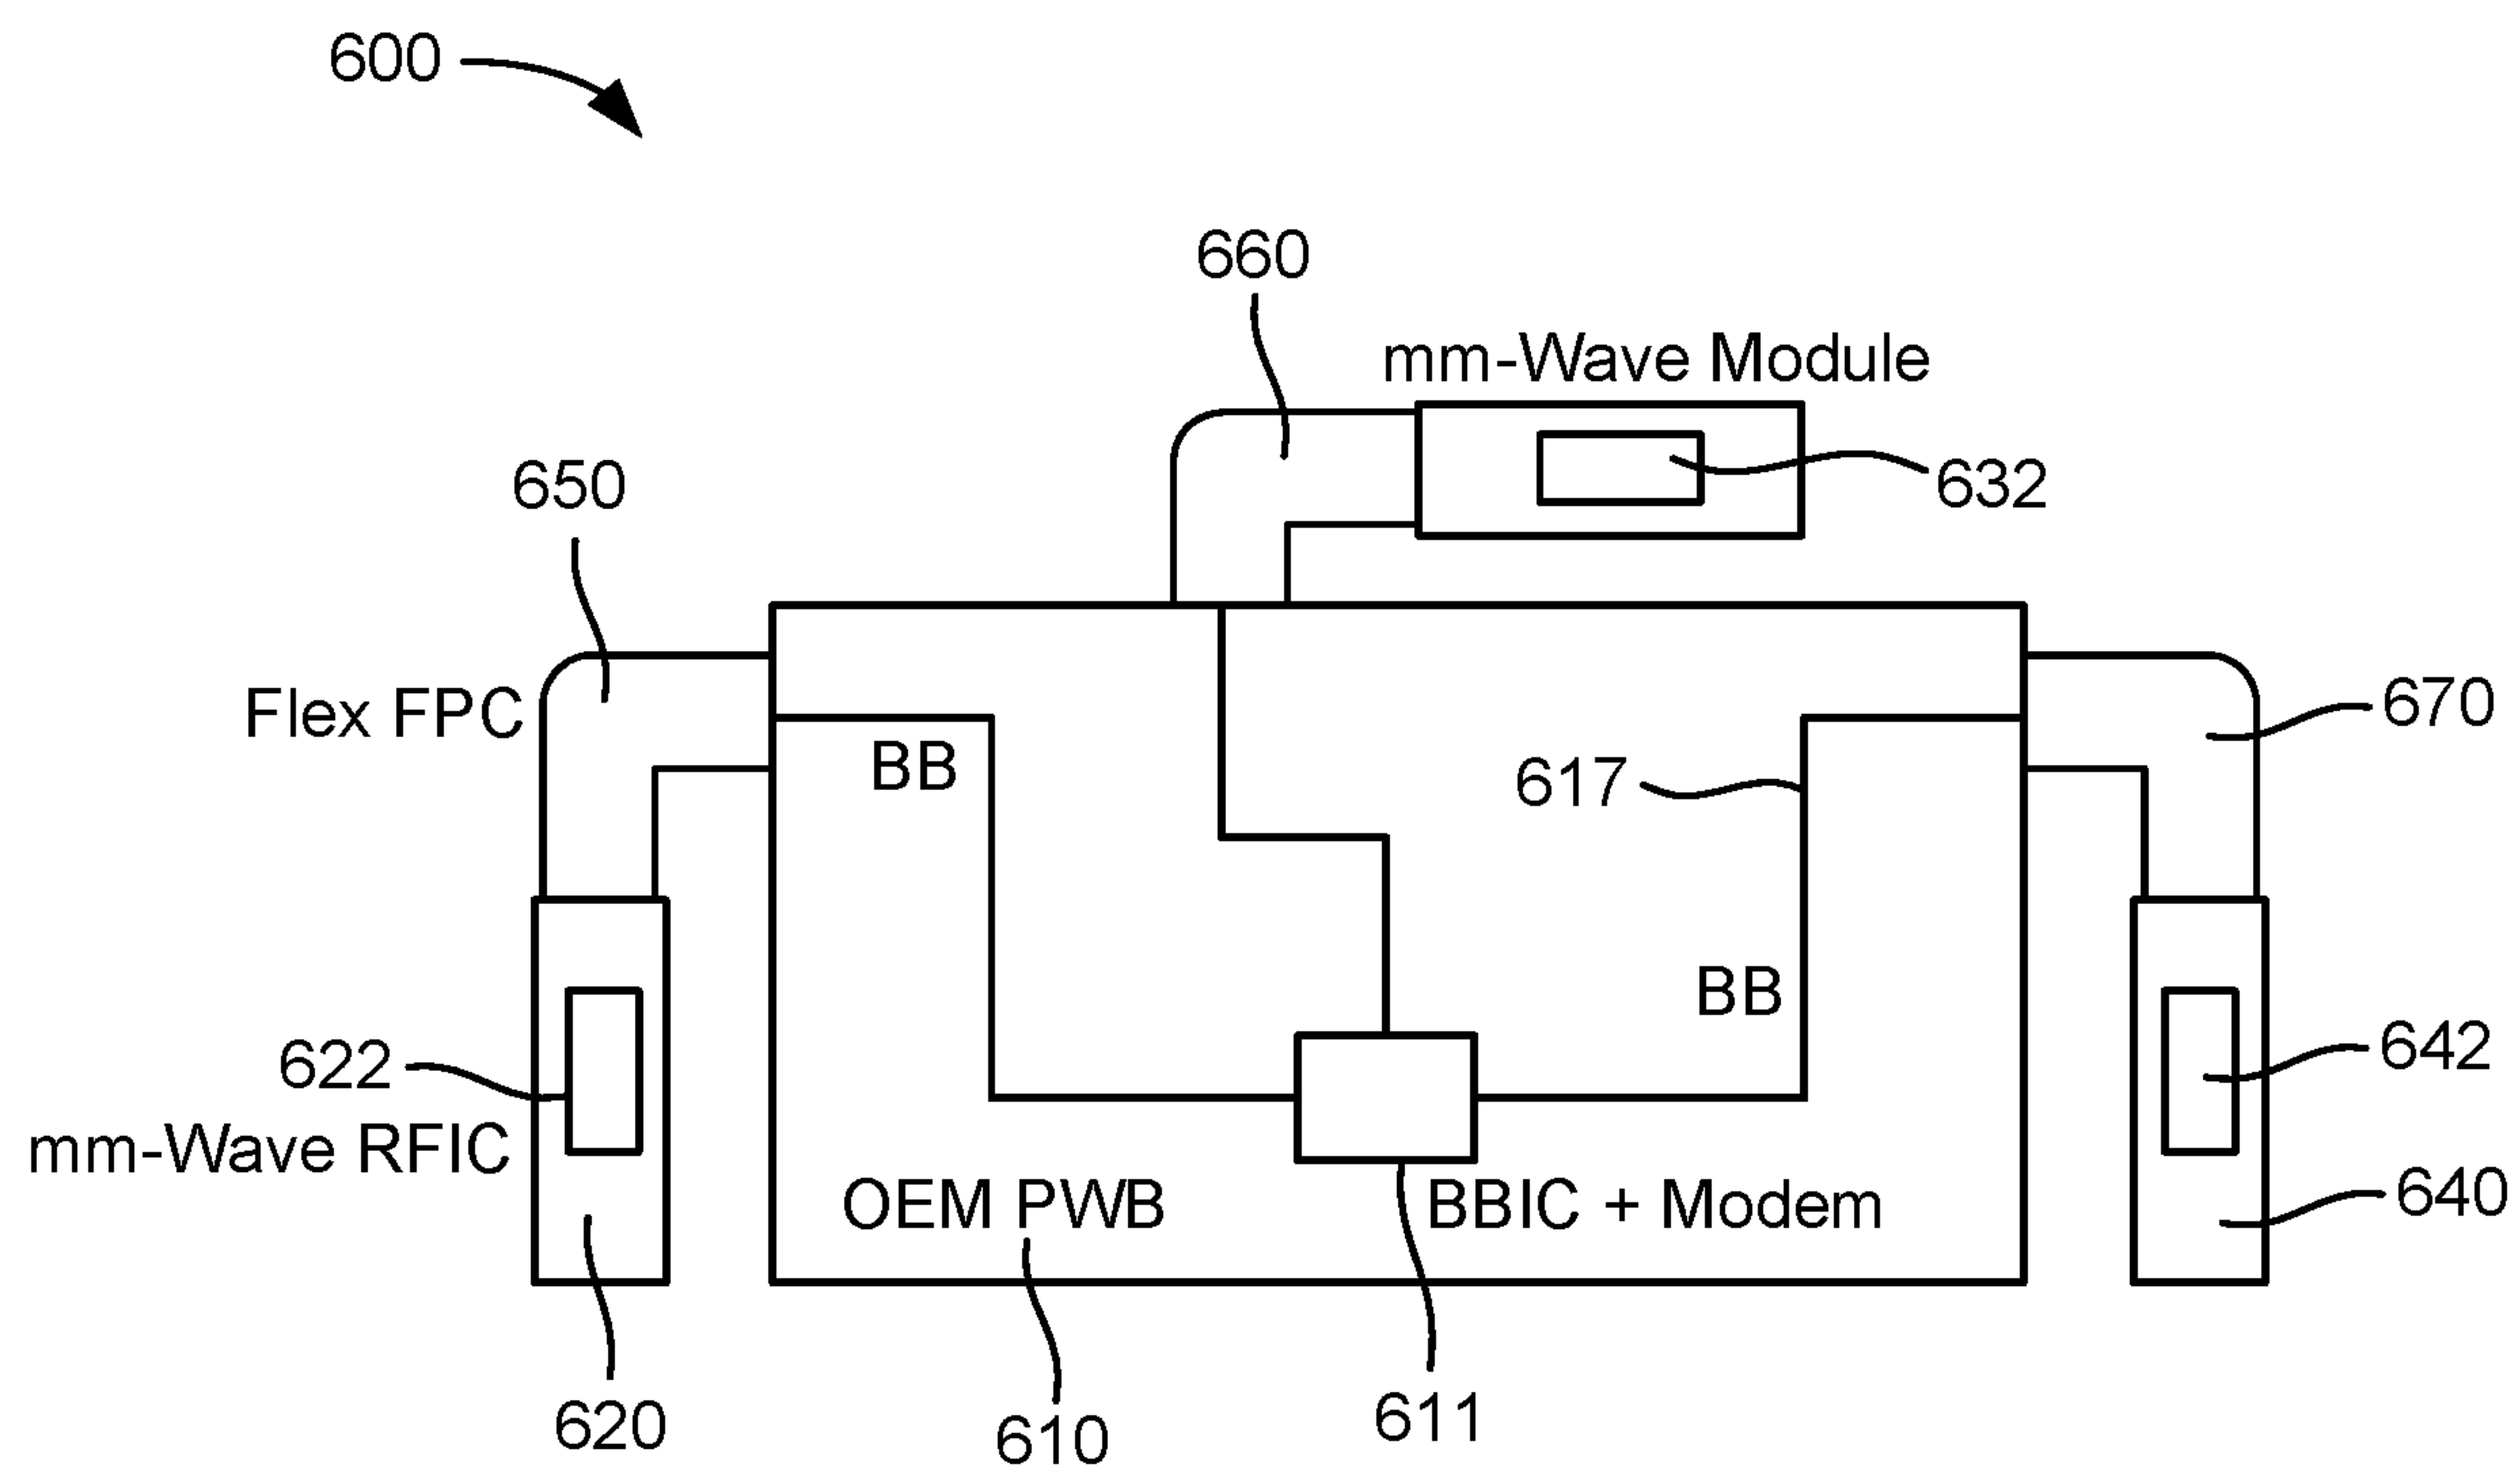 600
660
mm-Wave Module
632
650
Flex FPC
670
BB
617
BB
622
642
mm-Wave RFIC
OEM PWB
BBIC + Modem
640
620
610
611